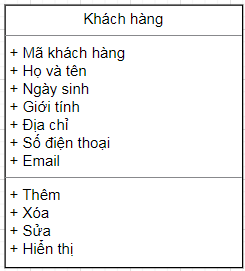 Khách hàng
+ Mã khách hàng
+ Họ và tên
+ Ngày sinh
+ Giới tính
+ Địa chỉ
+ Số điện thoại
+ Email
+ Thêm
+ Xóa
+ Sửa
+ Hiển thị